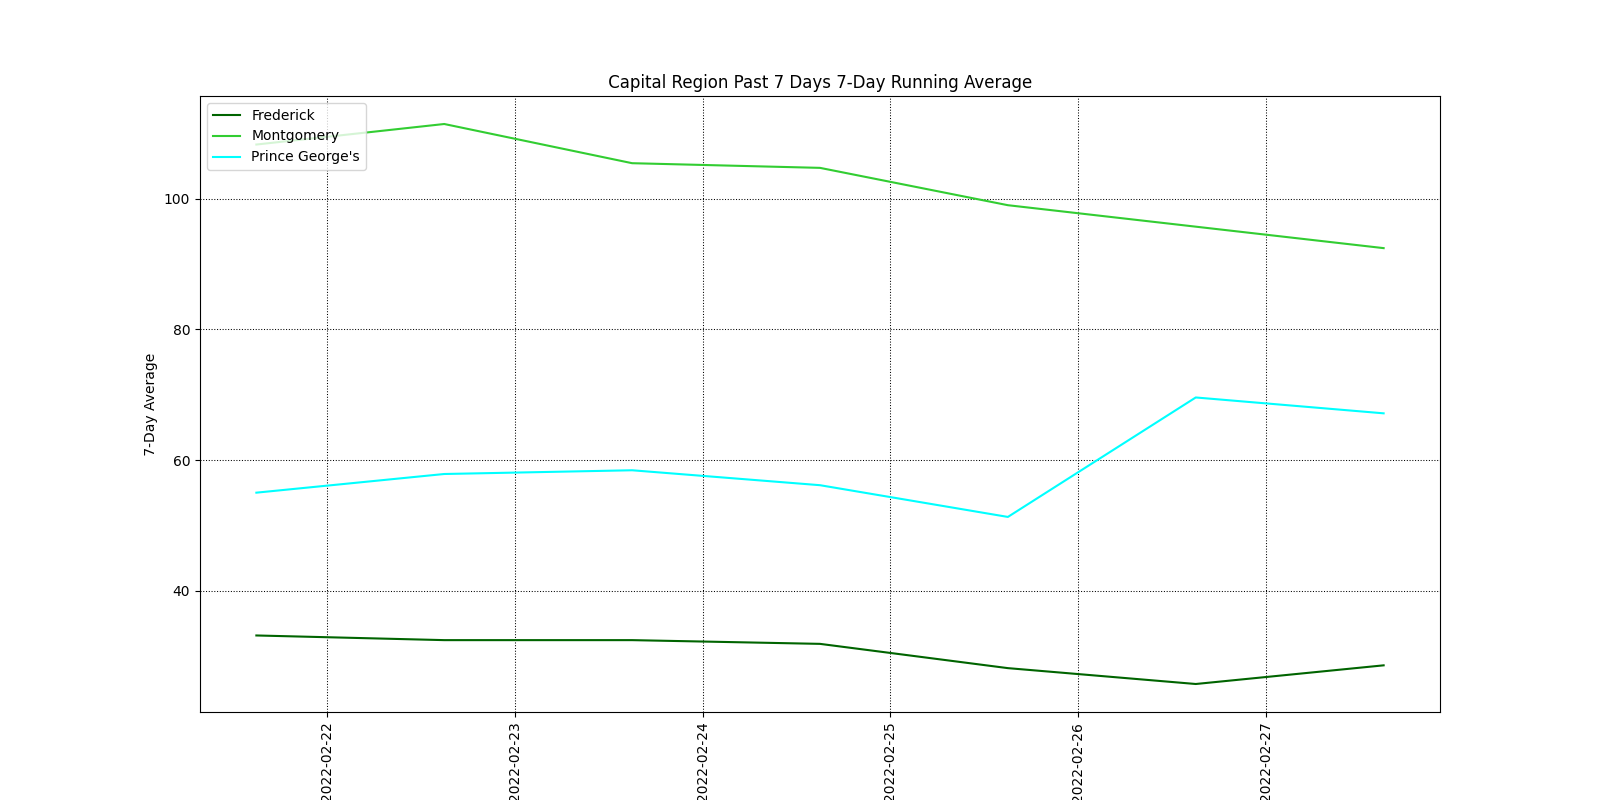 Capital Region Past 7 Days 7-Day Running Average
Frederick
Montgomery
Prince George's
7-Day Average
100
80
60
40
2022-02-22
2022-02-23
2022-02-24
2022-02-25
2022-02-26
2022-02-27